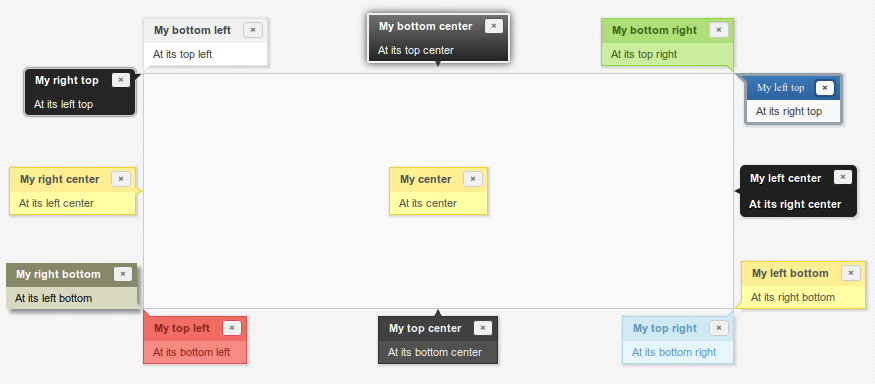 My bottom left ×
At its top left
My bottom center ×
At its top center
My bottom right ×
At its top right
My right top ×
At its left top
My left top ×
At its right top
My right center ×
At its left center
My center ×
At its center
My left center ×
At its right center
My right bottom ×
At its left bottom
My left bottom ×
At its right bottom
My top left ×
At its bottom left
My top center ×
At its bottom center
My top right ×
At its bottom right